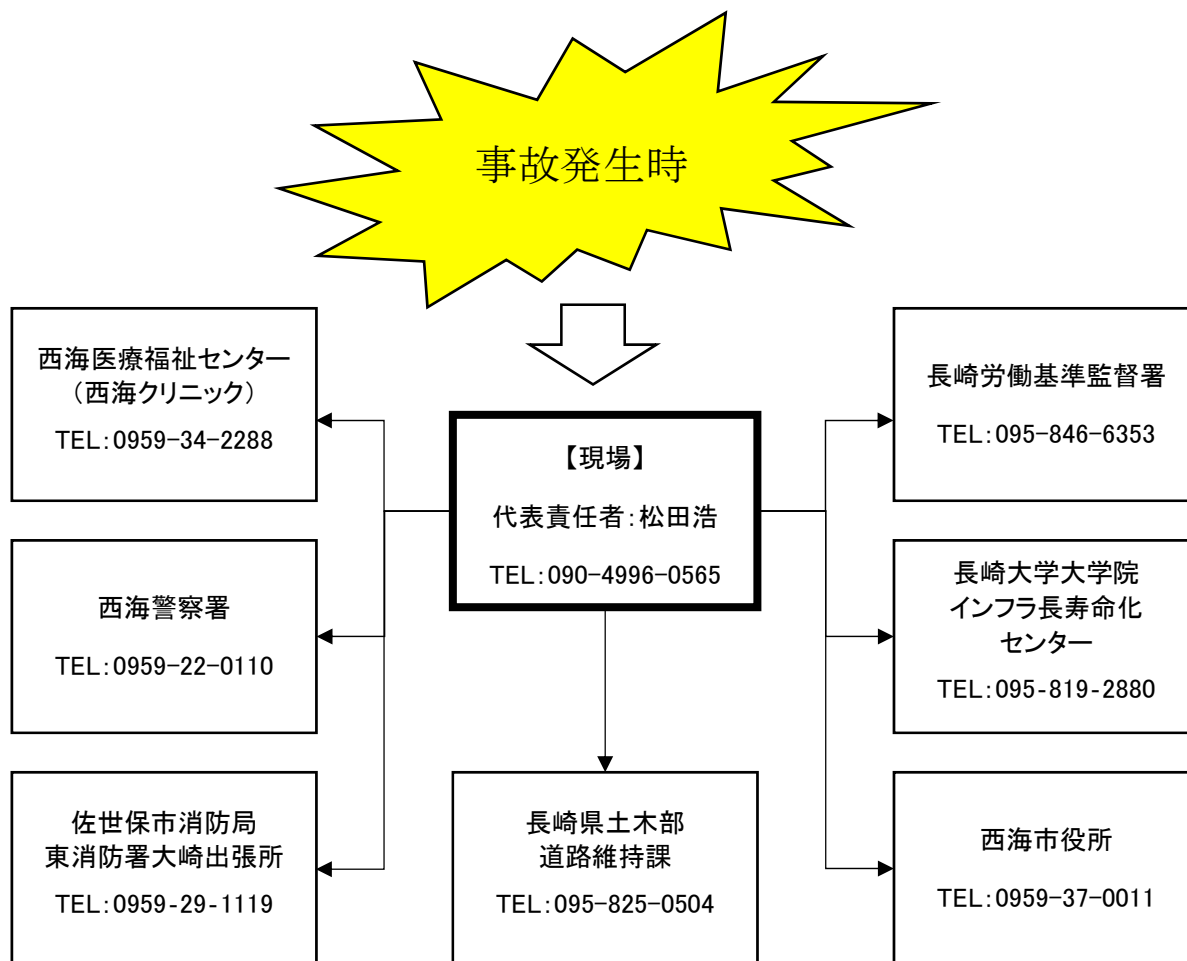 事故発生時
西海医療福祉センター
(西海クリニック)
TEL:0959-34-2288
【現場】
代表責任者:松田浩
TEL:090-4996-0565
長崎労働基準監督署
TEL:095-846-6353
西海警察署
TEL:0959-22-0110
長崎大学大学院
インフラ長寿命化
センター
TEL:095-819-2880
佐世保市消防局
東消防署大崎出張所
TEL:0959-29-1119
長崎県土木部
道路維持課
TEL:095-825-0504
西海市役所
TEL:0959-37-0011